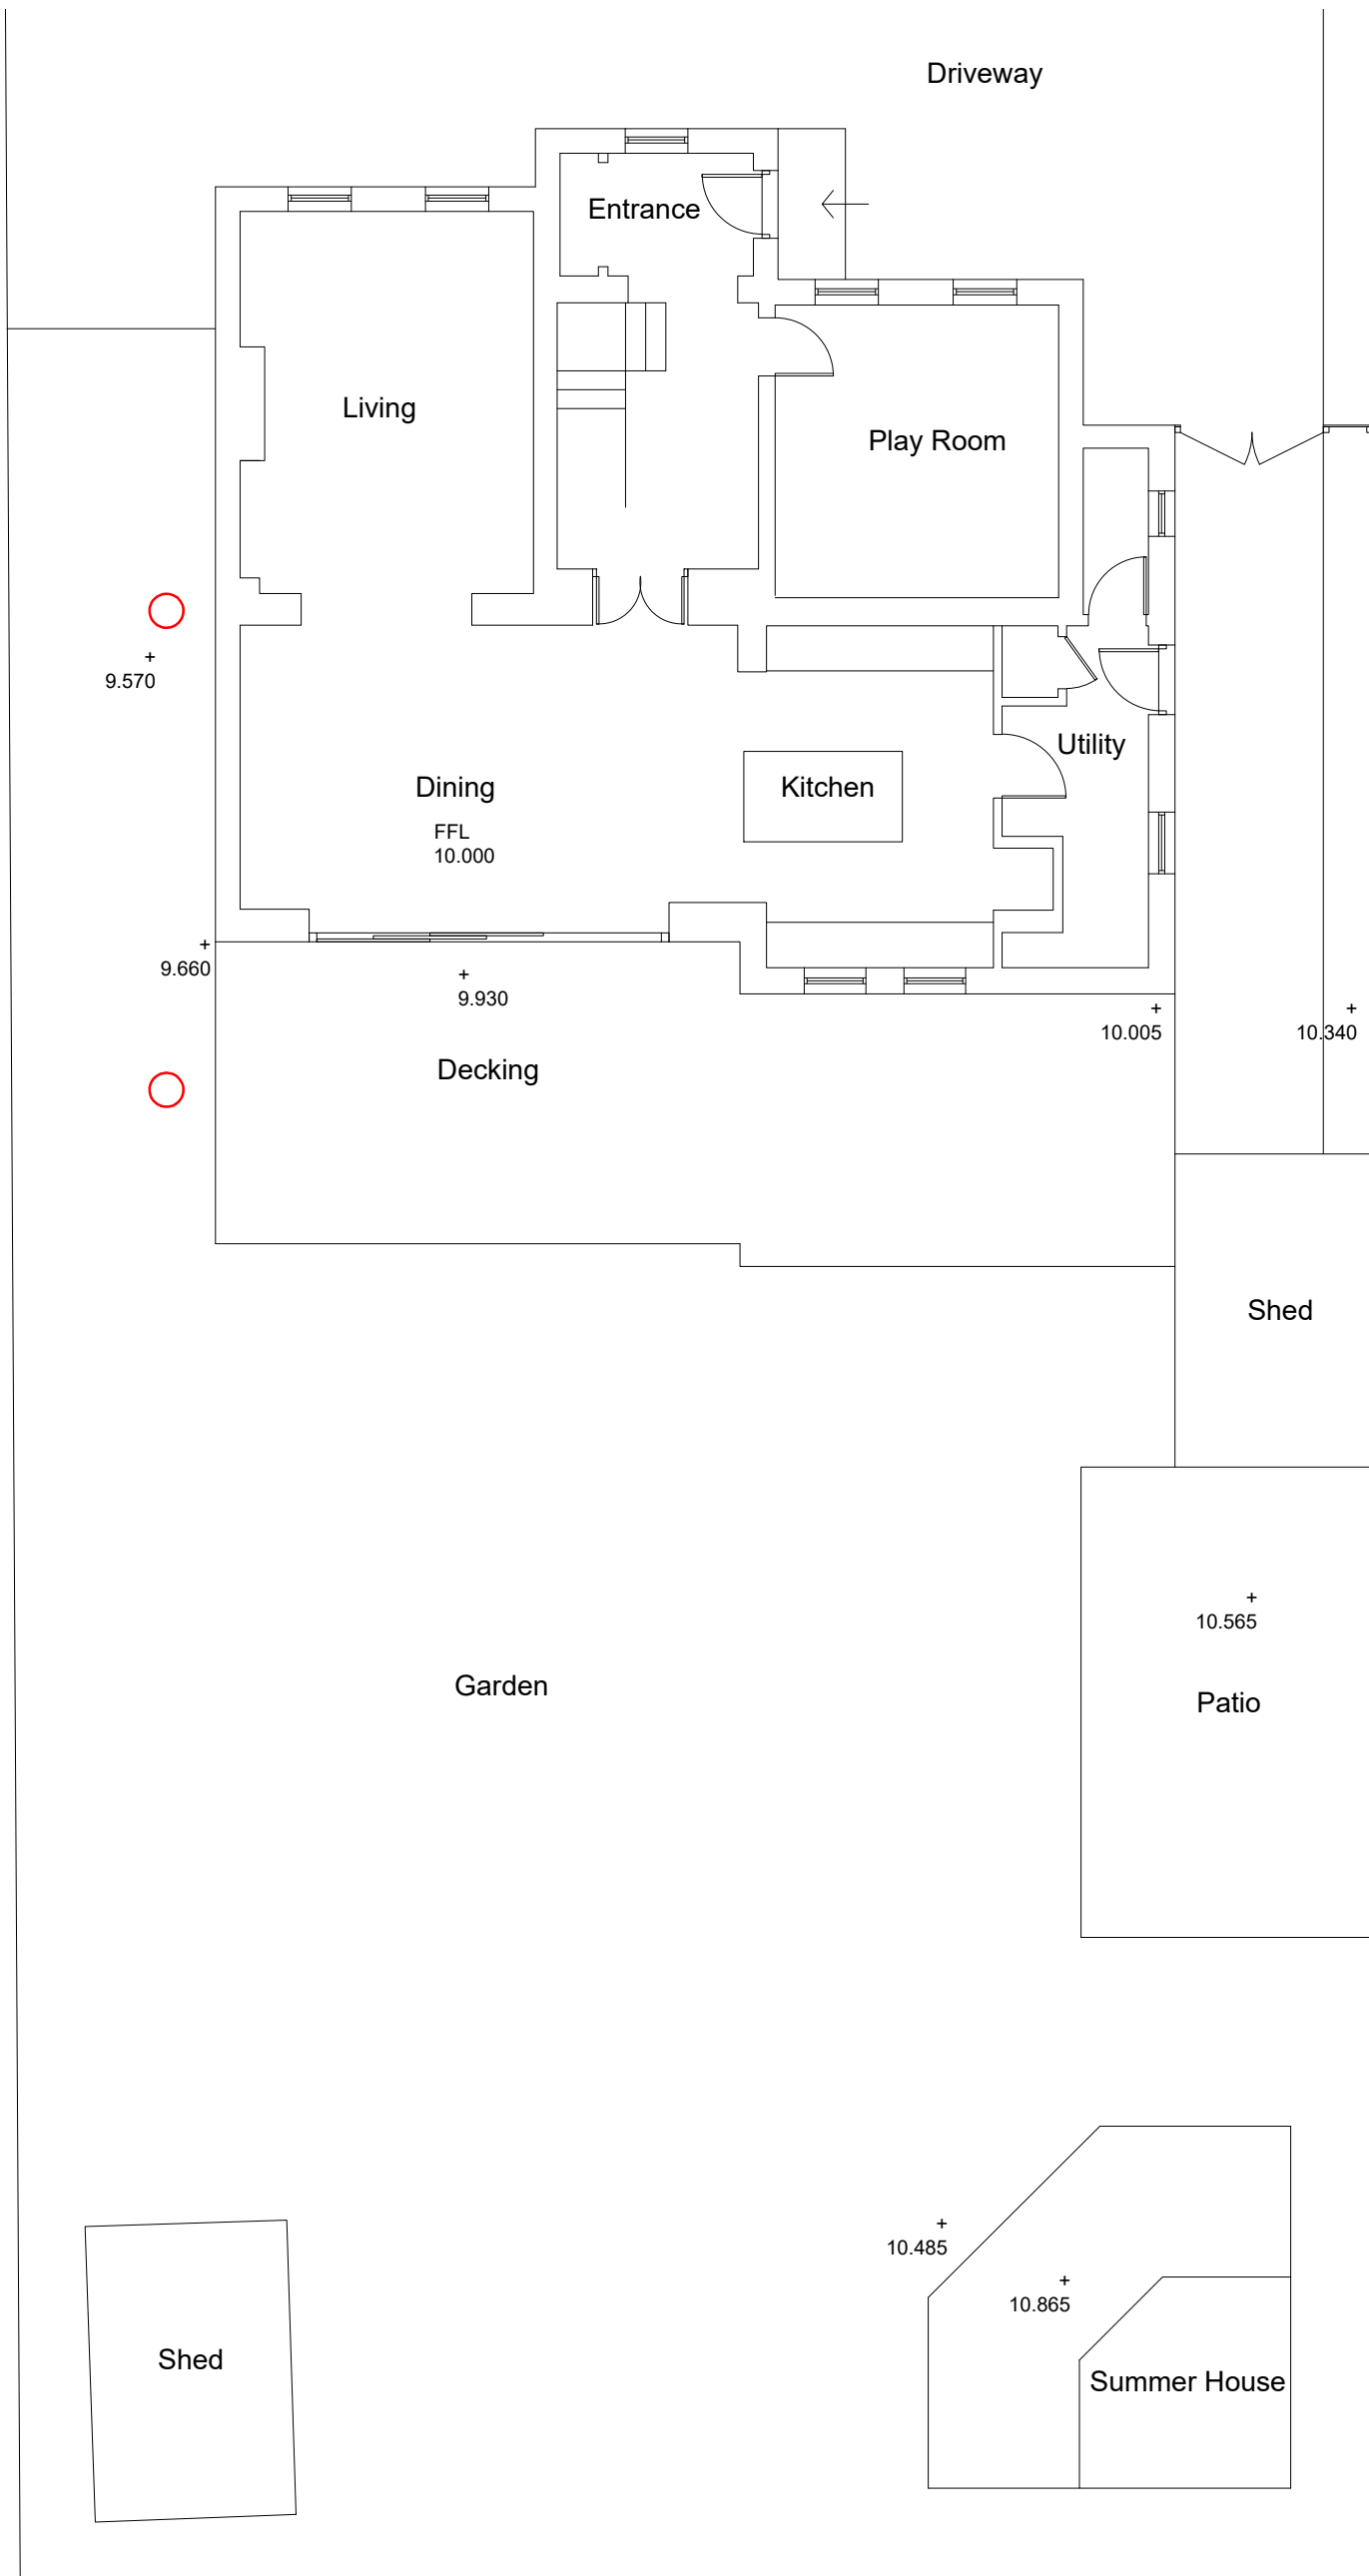 Driveway
Entrance
Living
Play Room
+
9.570
Utility
Dining
Kitchen
FFL
10.000
+
9.660
+
9.930
+
10.005
+
10.340
Decking
Shed
+
10.565
Garden
Patio
+
10.485
+
10.865
Shed
Summer House